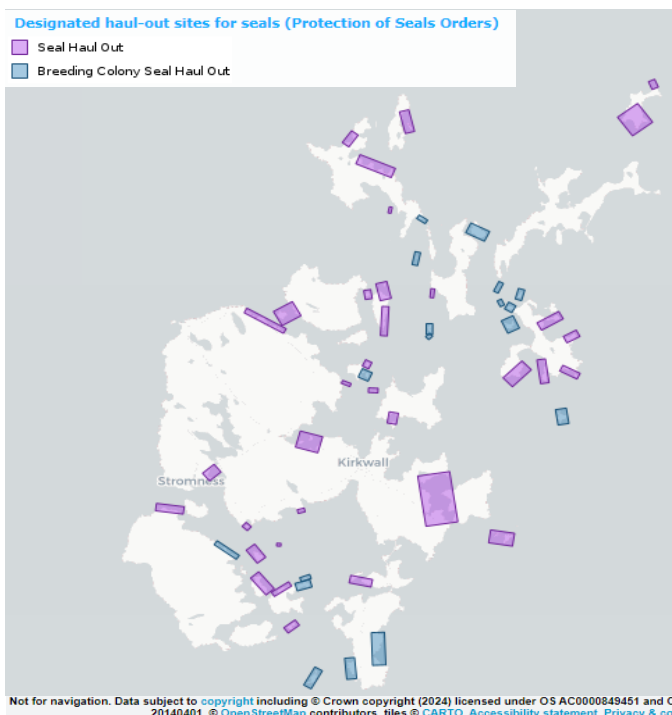 Designated haul-out sites for seals (Protection of Seals Orders)
Seal Haul Out
Breeding Colony Seal Haul Out
Kirkwall
Stromness
Not for navigation. Data subject to copyright including © Crown copyright (2024) licensed under OS AC0000849451 and
20140401. © OpenStreetMap contributors, tiles © CARTO. Accessibility statement. Privacy &